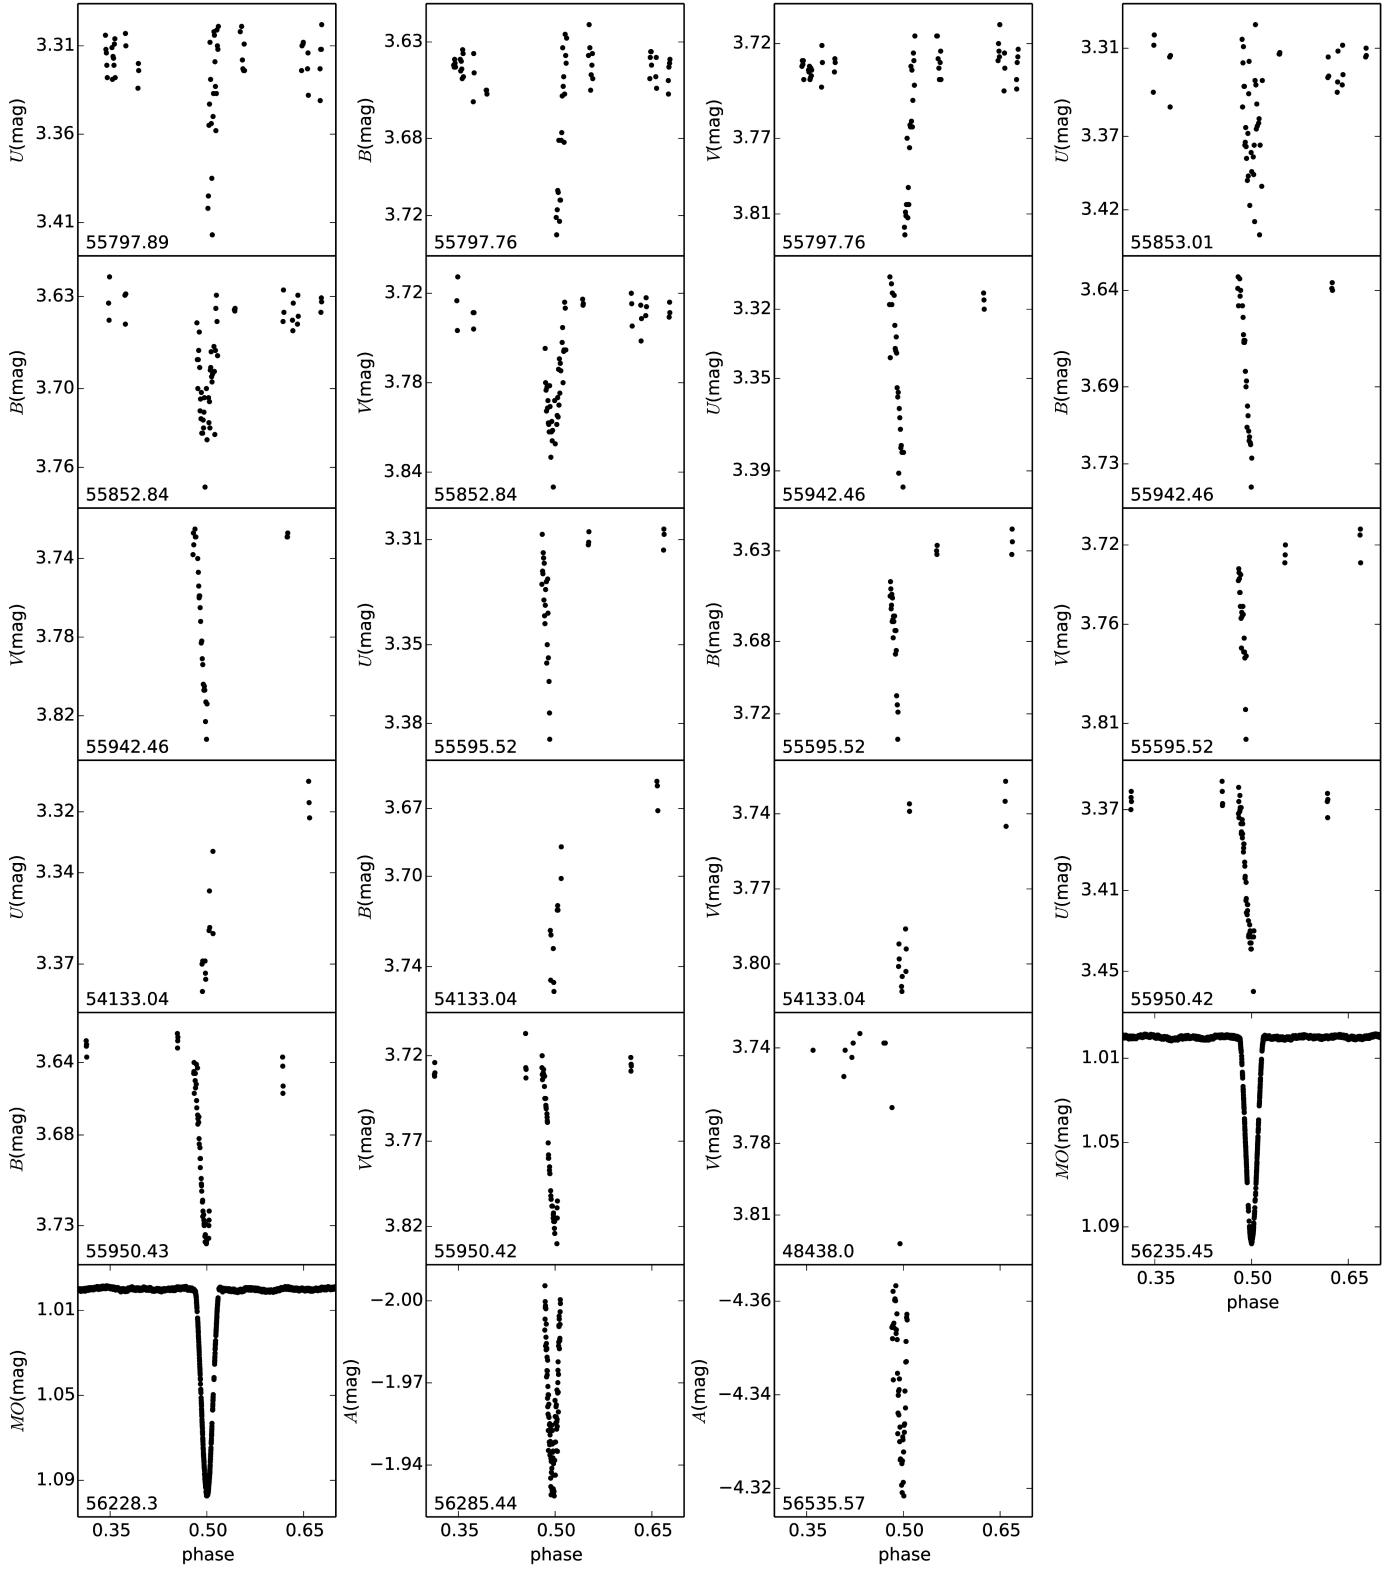 U(mag) 3.31 3.36 3.41 55797.89
B(mag) 3.63 3.68 3.72 55797.76
V(mag) 3.72 3.77 3.81 55797.76
U(mag) 3.31 3.37 3.42 55853.01
B(mag) 3.63 3.70 3.76 55852.84
V(mag) 3.72 3.78 3.84 55852.84
U(mag) 3.32 3.35 3.39 55942.46
B(mag) 3.64 3.69 3.73 55942.46
V(mag) 3.74 3.78 3.82 55942.46
U(mag) 3.31 3.35 3.38 55595.52
B(mag) 3.63 3.68 3.72 55595.52
V(mag) 3.72 3.76 3.81 55595.52
U(mag) 3.32 3.34 3.37 54133.04
B(mag) 3.67 3.70 3.74 54133.04
V(mag) 3.74 3.77 3.80 54133.04
U(mag) 3.37 3.41 3.45 55950.42
B(mag) 3.64 3.68 3.73 55950.43
V(mag) 3.72 3.77 3.82 55950.42
V(mag) 3.74 3.78 3.81 48438.0
MO(mag) 1.01 1.05 1.09 56235.45
0.35 0.50 0.65
phase
MO(mag) 1.01 1.05 1.09 56228.3
0.35 0.50 0.65
phase
A(mag) −2.00 −1.97 −1.94 56285.44
0.35 0.50 0.65
phase
A(mag) −4.36 −4.34 −4.32 56535.57
0.35 0.50 0.65
phase